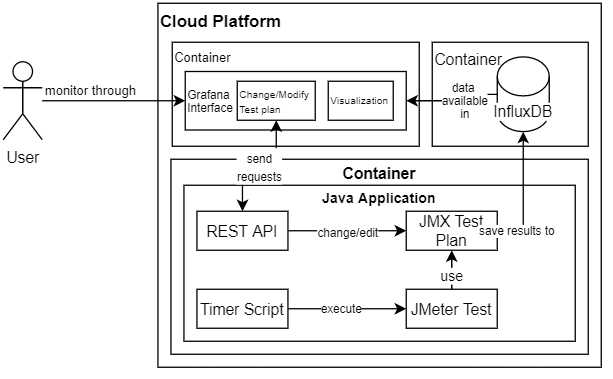 Cloud Platform
Container
Grafana
Interface
Change/Modify
Test plan
Visualization
Container
InfluxDB
data
available
in
monitor through
User
send
requests
Container
Java Application
REST API
change/edit
JMX Test
Plan
save results to
use
Timer Script
execute
JMeter Test